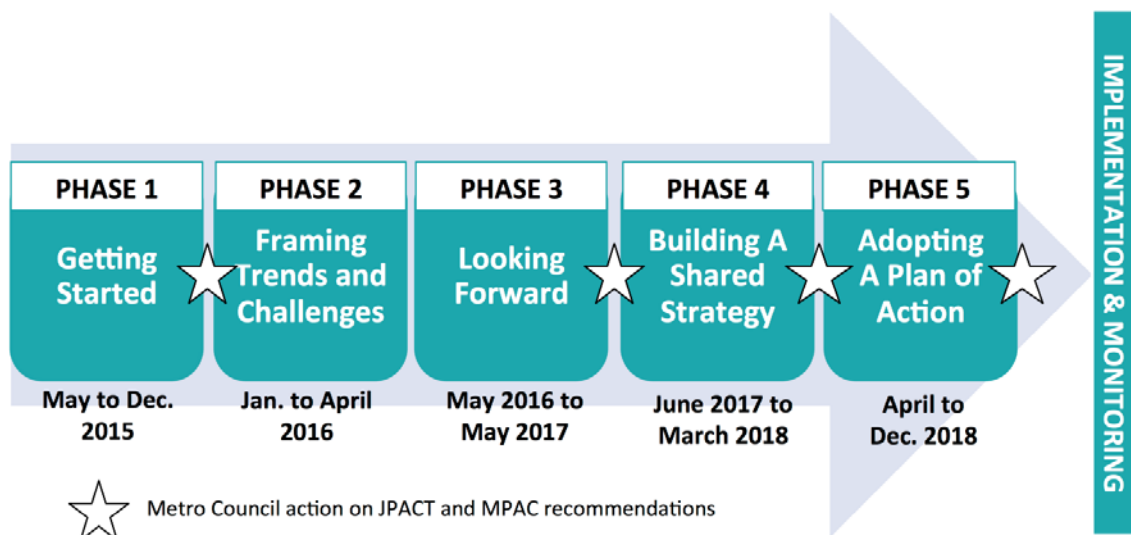 PHASE 1
Getting
Started
May to Dec.
2015
PHASE 2
Framing
Trends and
Challenges
Jan. to April
2016
PHASE 3
Looking
Forward
May 2016 to
May 2017
PHASE 4
Building A
Shared
Strategy
June 2017 to
March 2018
PHASE 5
Adopting
A Plan of
Action
April to
Dec. 2018
IMPLEMENTATION & MONITORING
Metro Council action on JPACT and MPAC recommendations